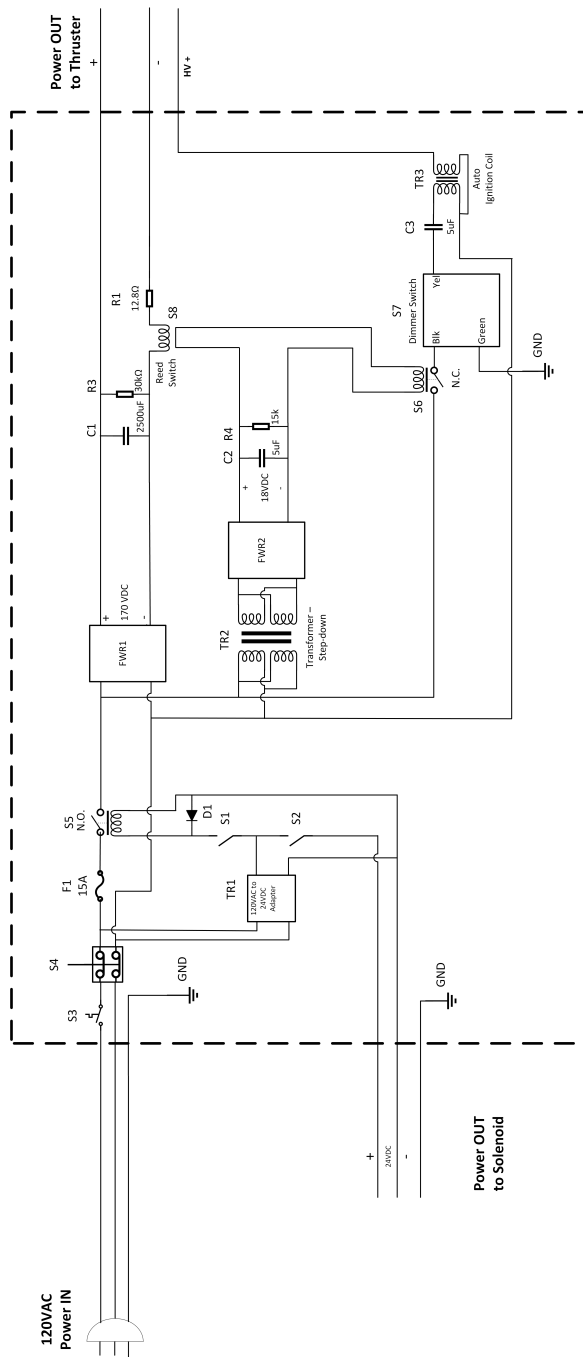 120VAC
Power IN
S3
S4
F1
15A
S5
N.O.
GND
TR1
120VAC to
24VDC
Adapter
D1
S1
S2
GND
+
24VDC
-
Power OUT
to Solenoid
FWR1
+
170 VDC
-
C1
2500uF
R3
30kΩ
R1
12.8Ω
S8
Reed
Switch
TR2
Transformer –
Step-down
FWR2
+
18VDC
-
C2
5uF
R4
15k
S6
N.C.
S7
Dimmer Switch
Blk
Yel
Green
GND
C3
5uF
TR3
Auto
Ignition Coil
Power OUT
to Thruster
+
-
HV +